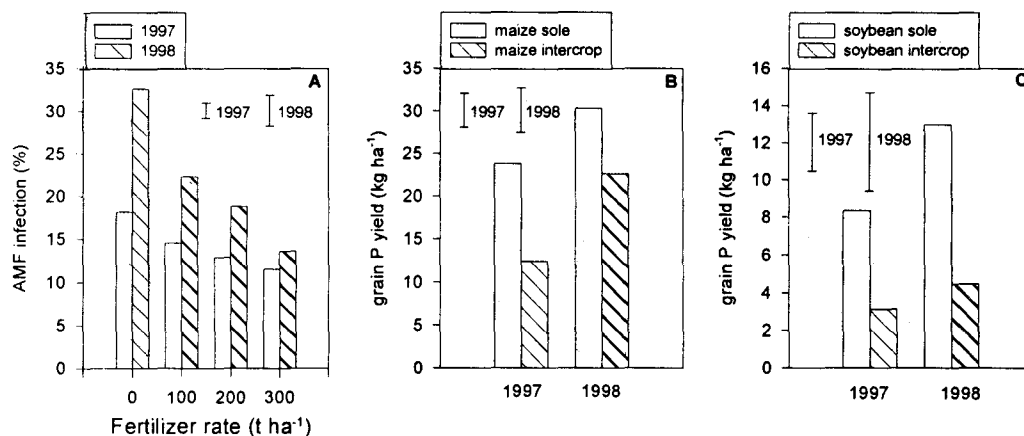 1997
1998
A
1997
1998
AMF infection (%)
35
30
25
20
15
10
5
0
0 100 200 300
Fertilizer rate (t ha⁻¹)
maize sole
maize intercrop
B
1997
1998
grain P yield (kg ha⁻¹)
35
30
25
20
15
10
5
0
1997 1998
soybean sole
soybean intercrop
C
1997
1998
grain P yield (kg ha⁻¹)
16
14
12
10
8
6
4
2
0
1997 1998